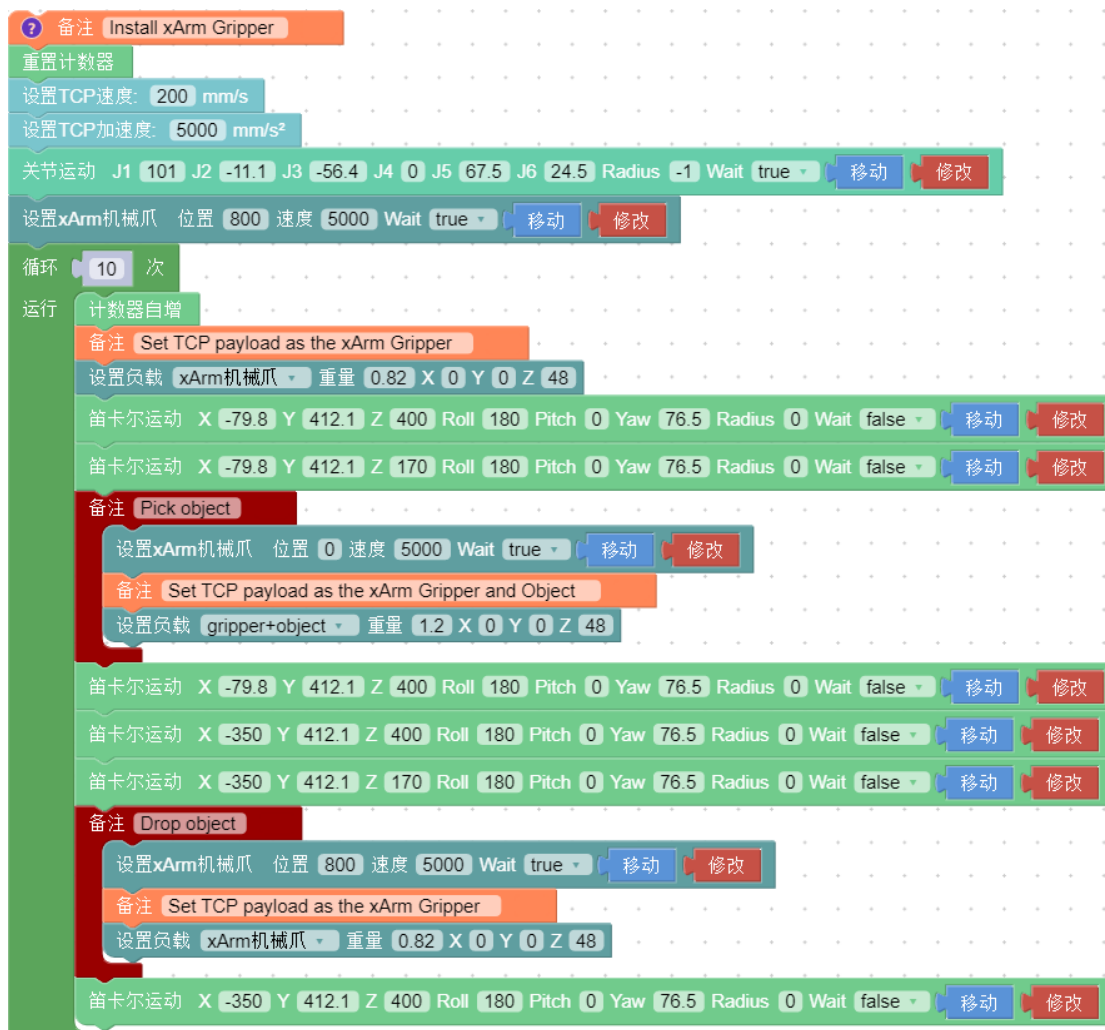 ? 备注 Install xArm Gripper
重置计数器
设置TCP速度: 200 mm/s
设置TCP加速度: 5000 mm/s²
关节运动 J1 101 J2 -11.1 J3 -56.4 J4 0 J5 67.5 J6 24.5 Radius -1 Wait true 移动 修改
设置xArm机械爪 位置 800 速度 5000 Wait true 移动 修改
循环 10 次
运行 计数器自增
备注 Set TCP payload as the xArm Gripper
设置负载 xArm机械爪 重量 0.82 X 0 Y 0 Z 48
笛卡尔运动 X -79.8 Y 412.1 Z 400 Roll 180 Pitch 0 Yaw 76.5 Radius 0 Wait false 移动 修改
笛卡尔运动 X -79.8 Y 412.1 Z 170 Roll 180 Pitch 0 Yaw 76.5 Radius 0 Wait false 移动 修改
备注 Pick object
设置xArm机械爪 位置 0 速度 5000 Wait true 移动 修改
备注 Set TCP payload as the xArm Gripper and Object
设置负载 gripper+object 重量 1.2 X 0 Y 0 Z 48
笛卡尔运动 X -79.8 Y 412.1 Z 400 Roll 180 Pitch 0 Yaw 76.5 Radius 0 Wait false 移动 修改
笛卡尔运动 X -350 Y 412.1 Z 400 Roll 180 Pitch 0 Yaw 76.5 Radius 0 Wait false 移动 修改
笛卡尔运动 X -350 Y 412.1 Z 170 Roll 180 Pitch 0 Yaw 76.5 Radius 0 Wait false 移动 修改
备注 Drop object
设置xArm机械爪 位置 800 速度 5000 Wait true 移动 修改
备注 Set TCP payload as the xArm Gripper
设置负载 xArm机械爪 重量 0.82 X 0 Y 0 Z 48
笛卡尔运动 X -350 Y 412.1 Z 400 Roll 180 Pitch 0 Yaw 76.5 Radius 0 Wait false 移动 修改